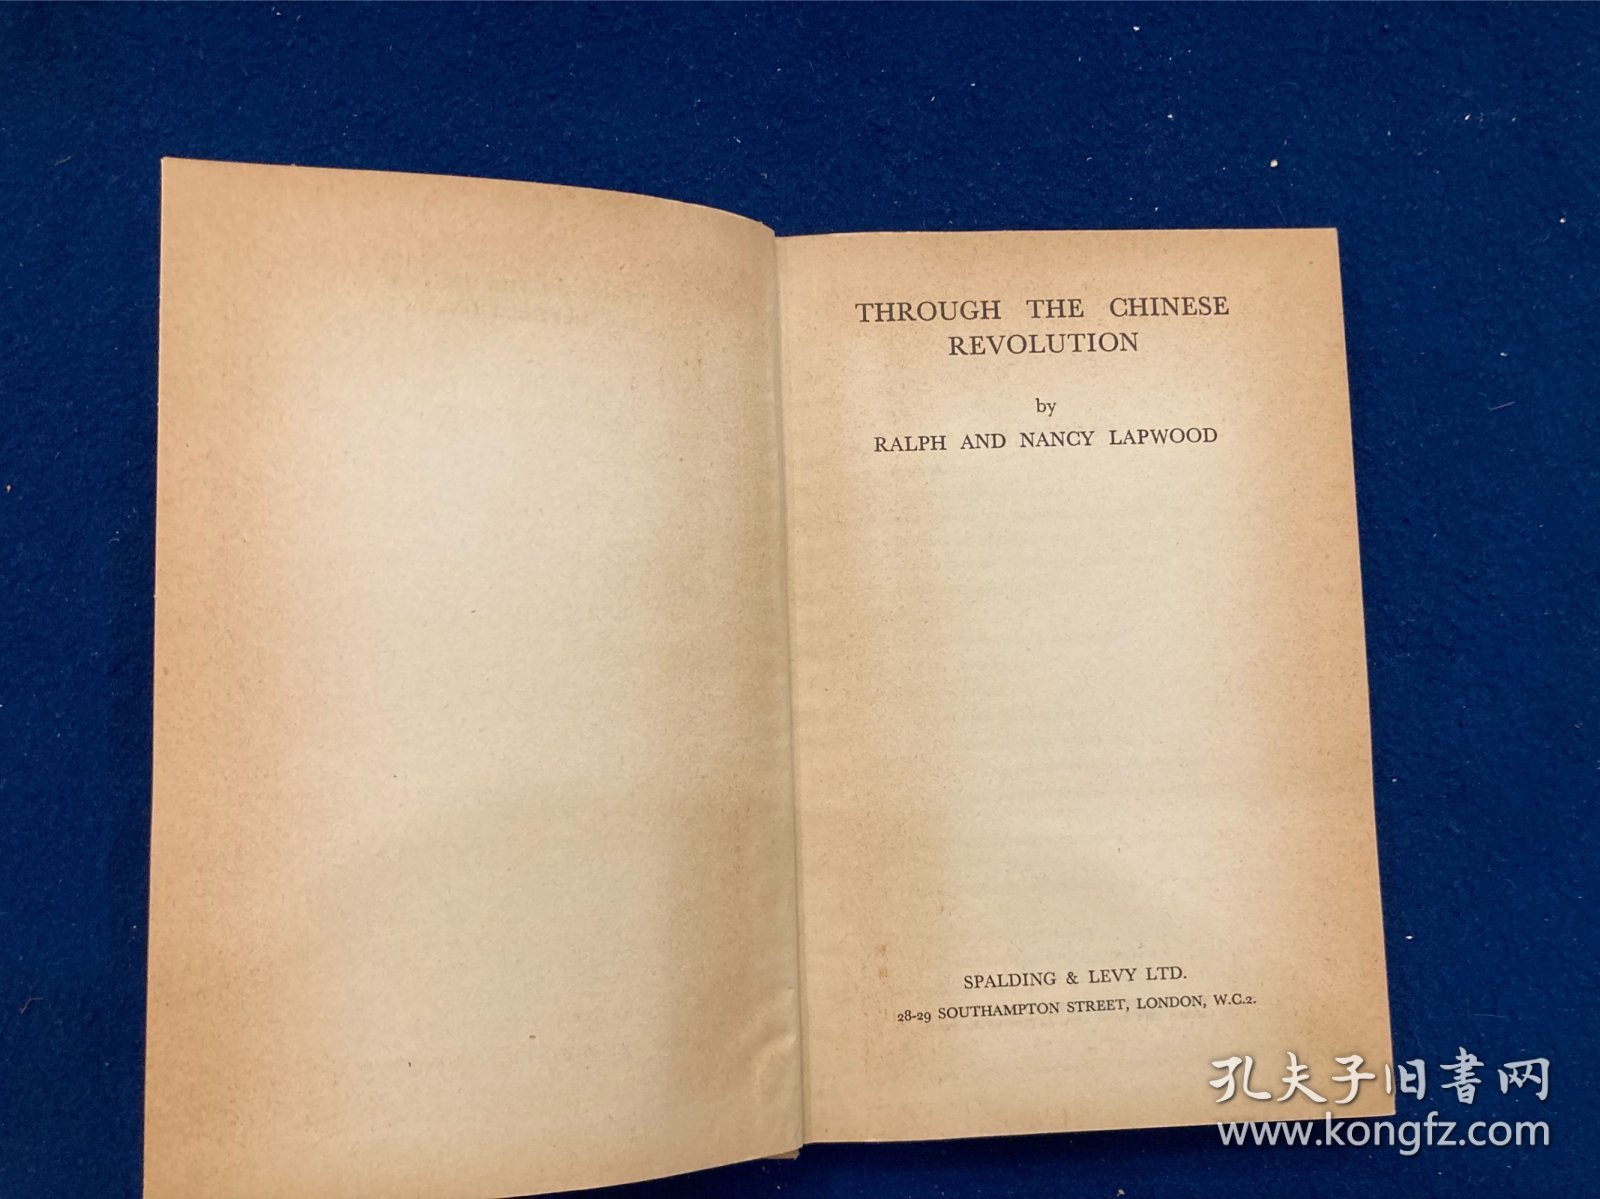 THROUGH THE CHINESE
REVOLUTION
by
RALPH AND NANCY LAPWOOD
SPALDING & LEVY LTD.
28-29 SOUTHAMPTON STREET, LONDON, W.C.2.
孔夫子旧书网
www.kongfz.com